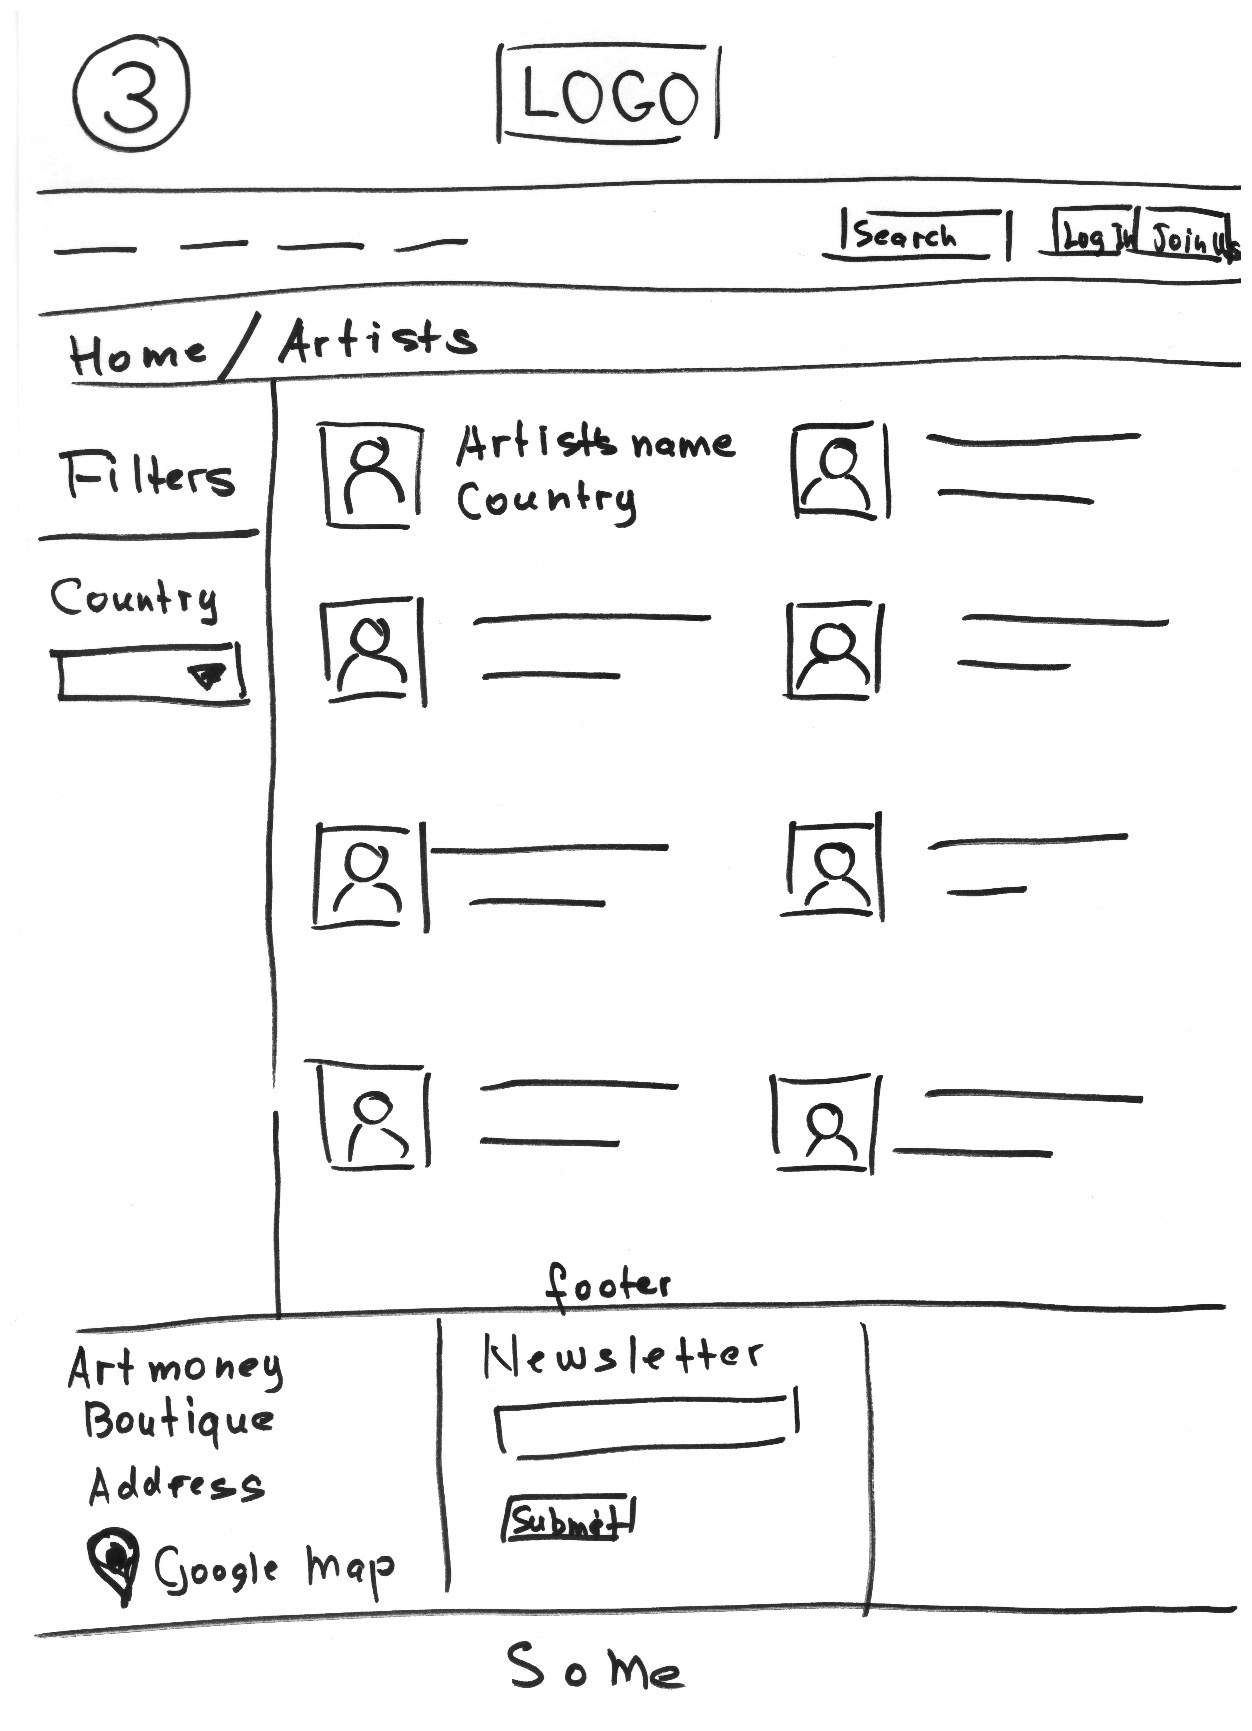 3
LOGO
Search Log In Join Us
Home / Artists
Filters
Artists name
Country
Country
footer
Art money
Boutique
Address
Google Map
Newsletter
Submit
SoMe